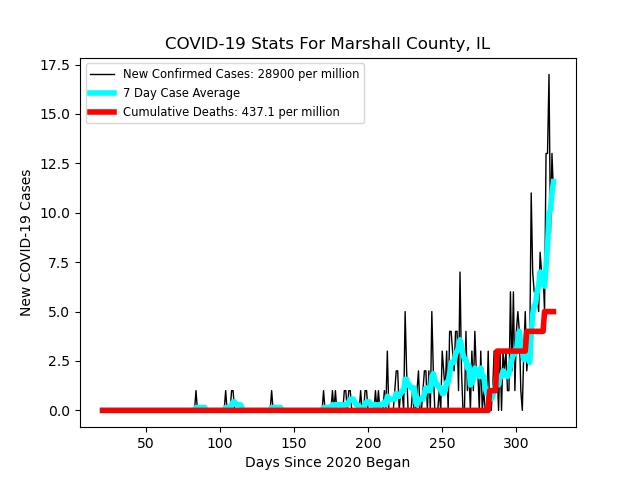 COVID-19 Stats For Marshall County, IL
New Confirmed Cases: 28900 per million
7 Day Case Average
Cumulative Deaths: 437.1 per million
New COVID-19 Cases
17.5
15.0
12.5
10.0
7.5
5.0
2.5
0.0
50 100 150 200 250 300
Days Since 2020 Began